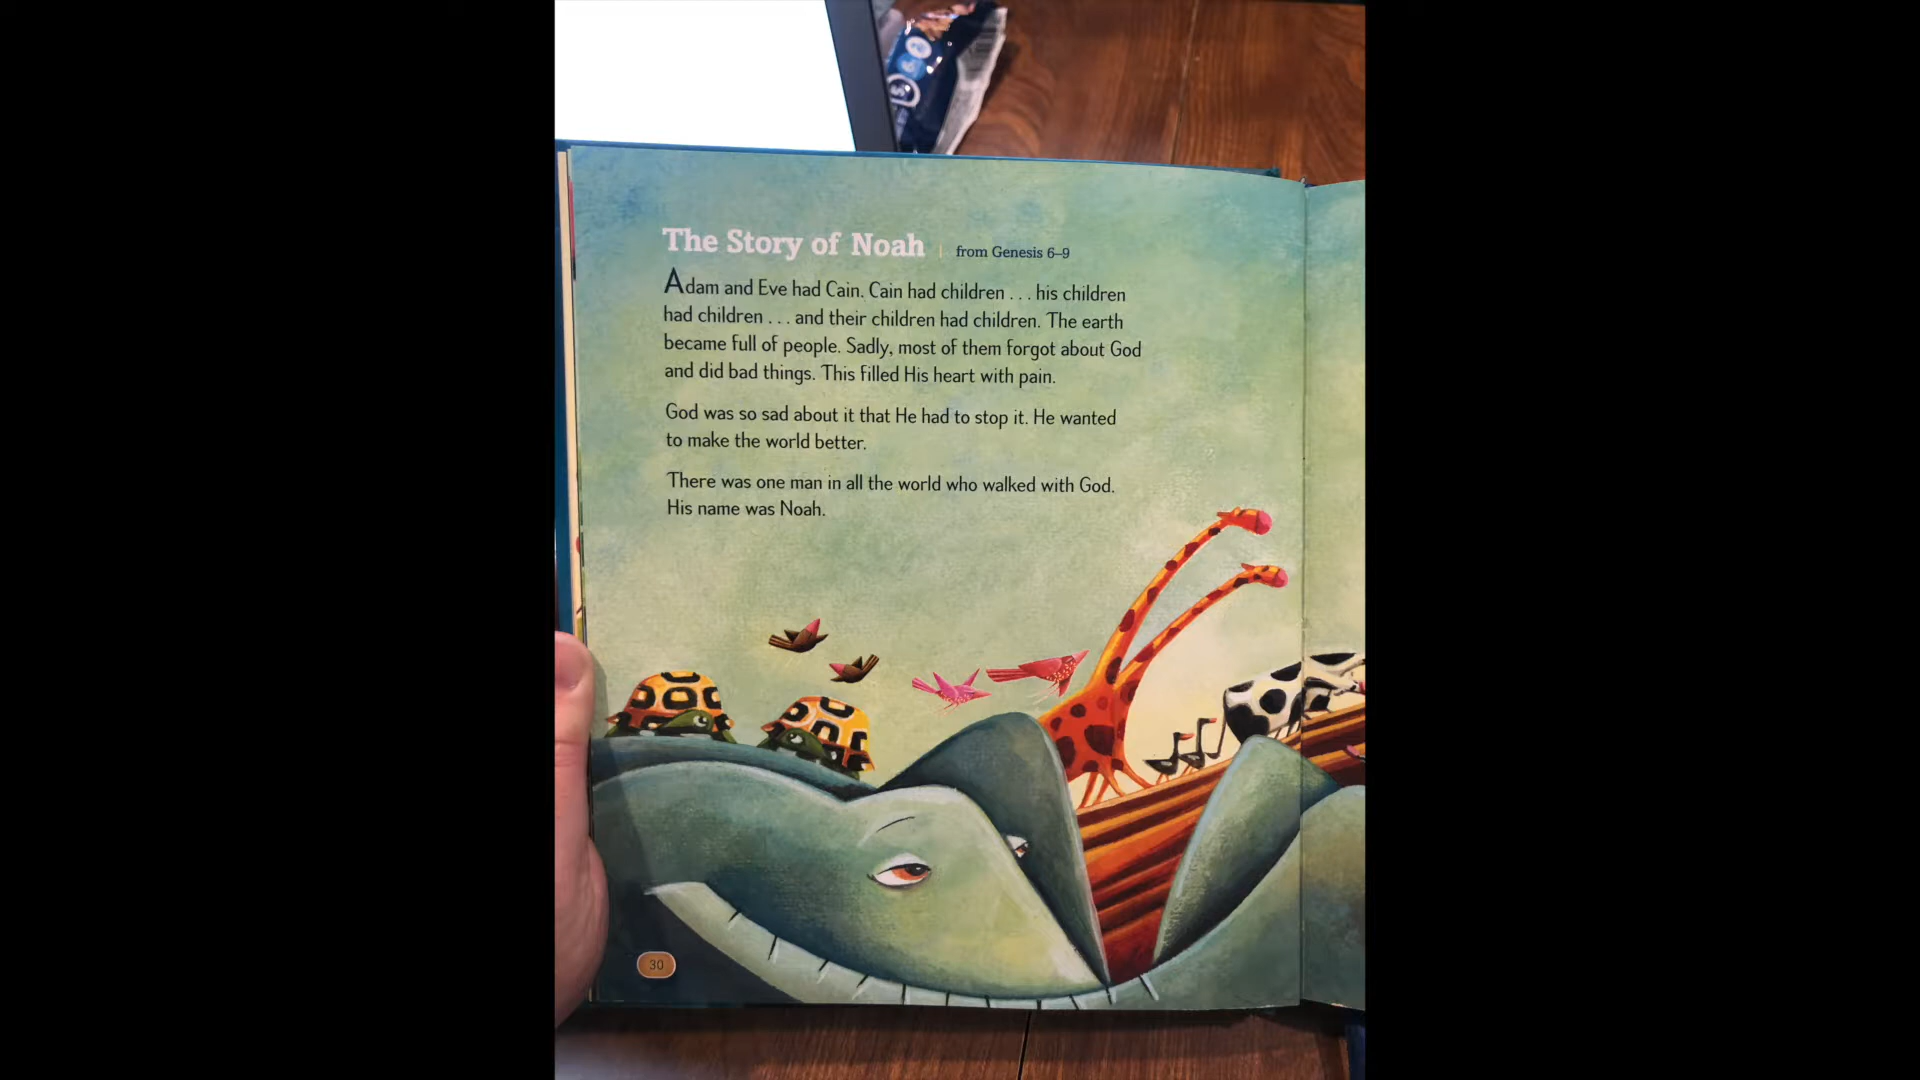 The Story of Noah | from Genesis 6–9
Adam and Eve had Cain. Cain had children . . . his children
had children . . . and their children had children. The earth
became full of people. Sadly, most of them forgot about God
and did bad things. This filled His heart with pain.
God was so sad about it that He had to stop it. He wanted
to make the world better.
There was one man in all the world who walked with God.
His name was Noah.
30